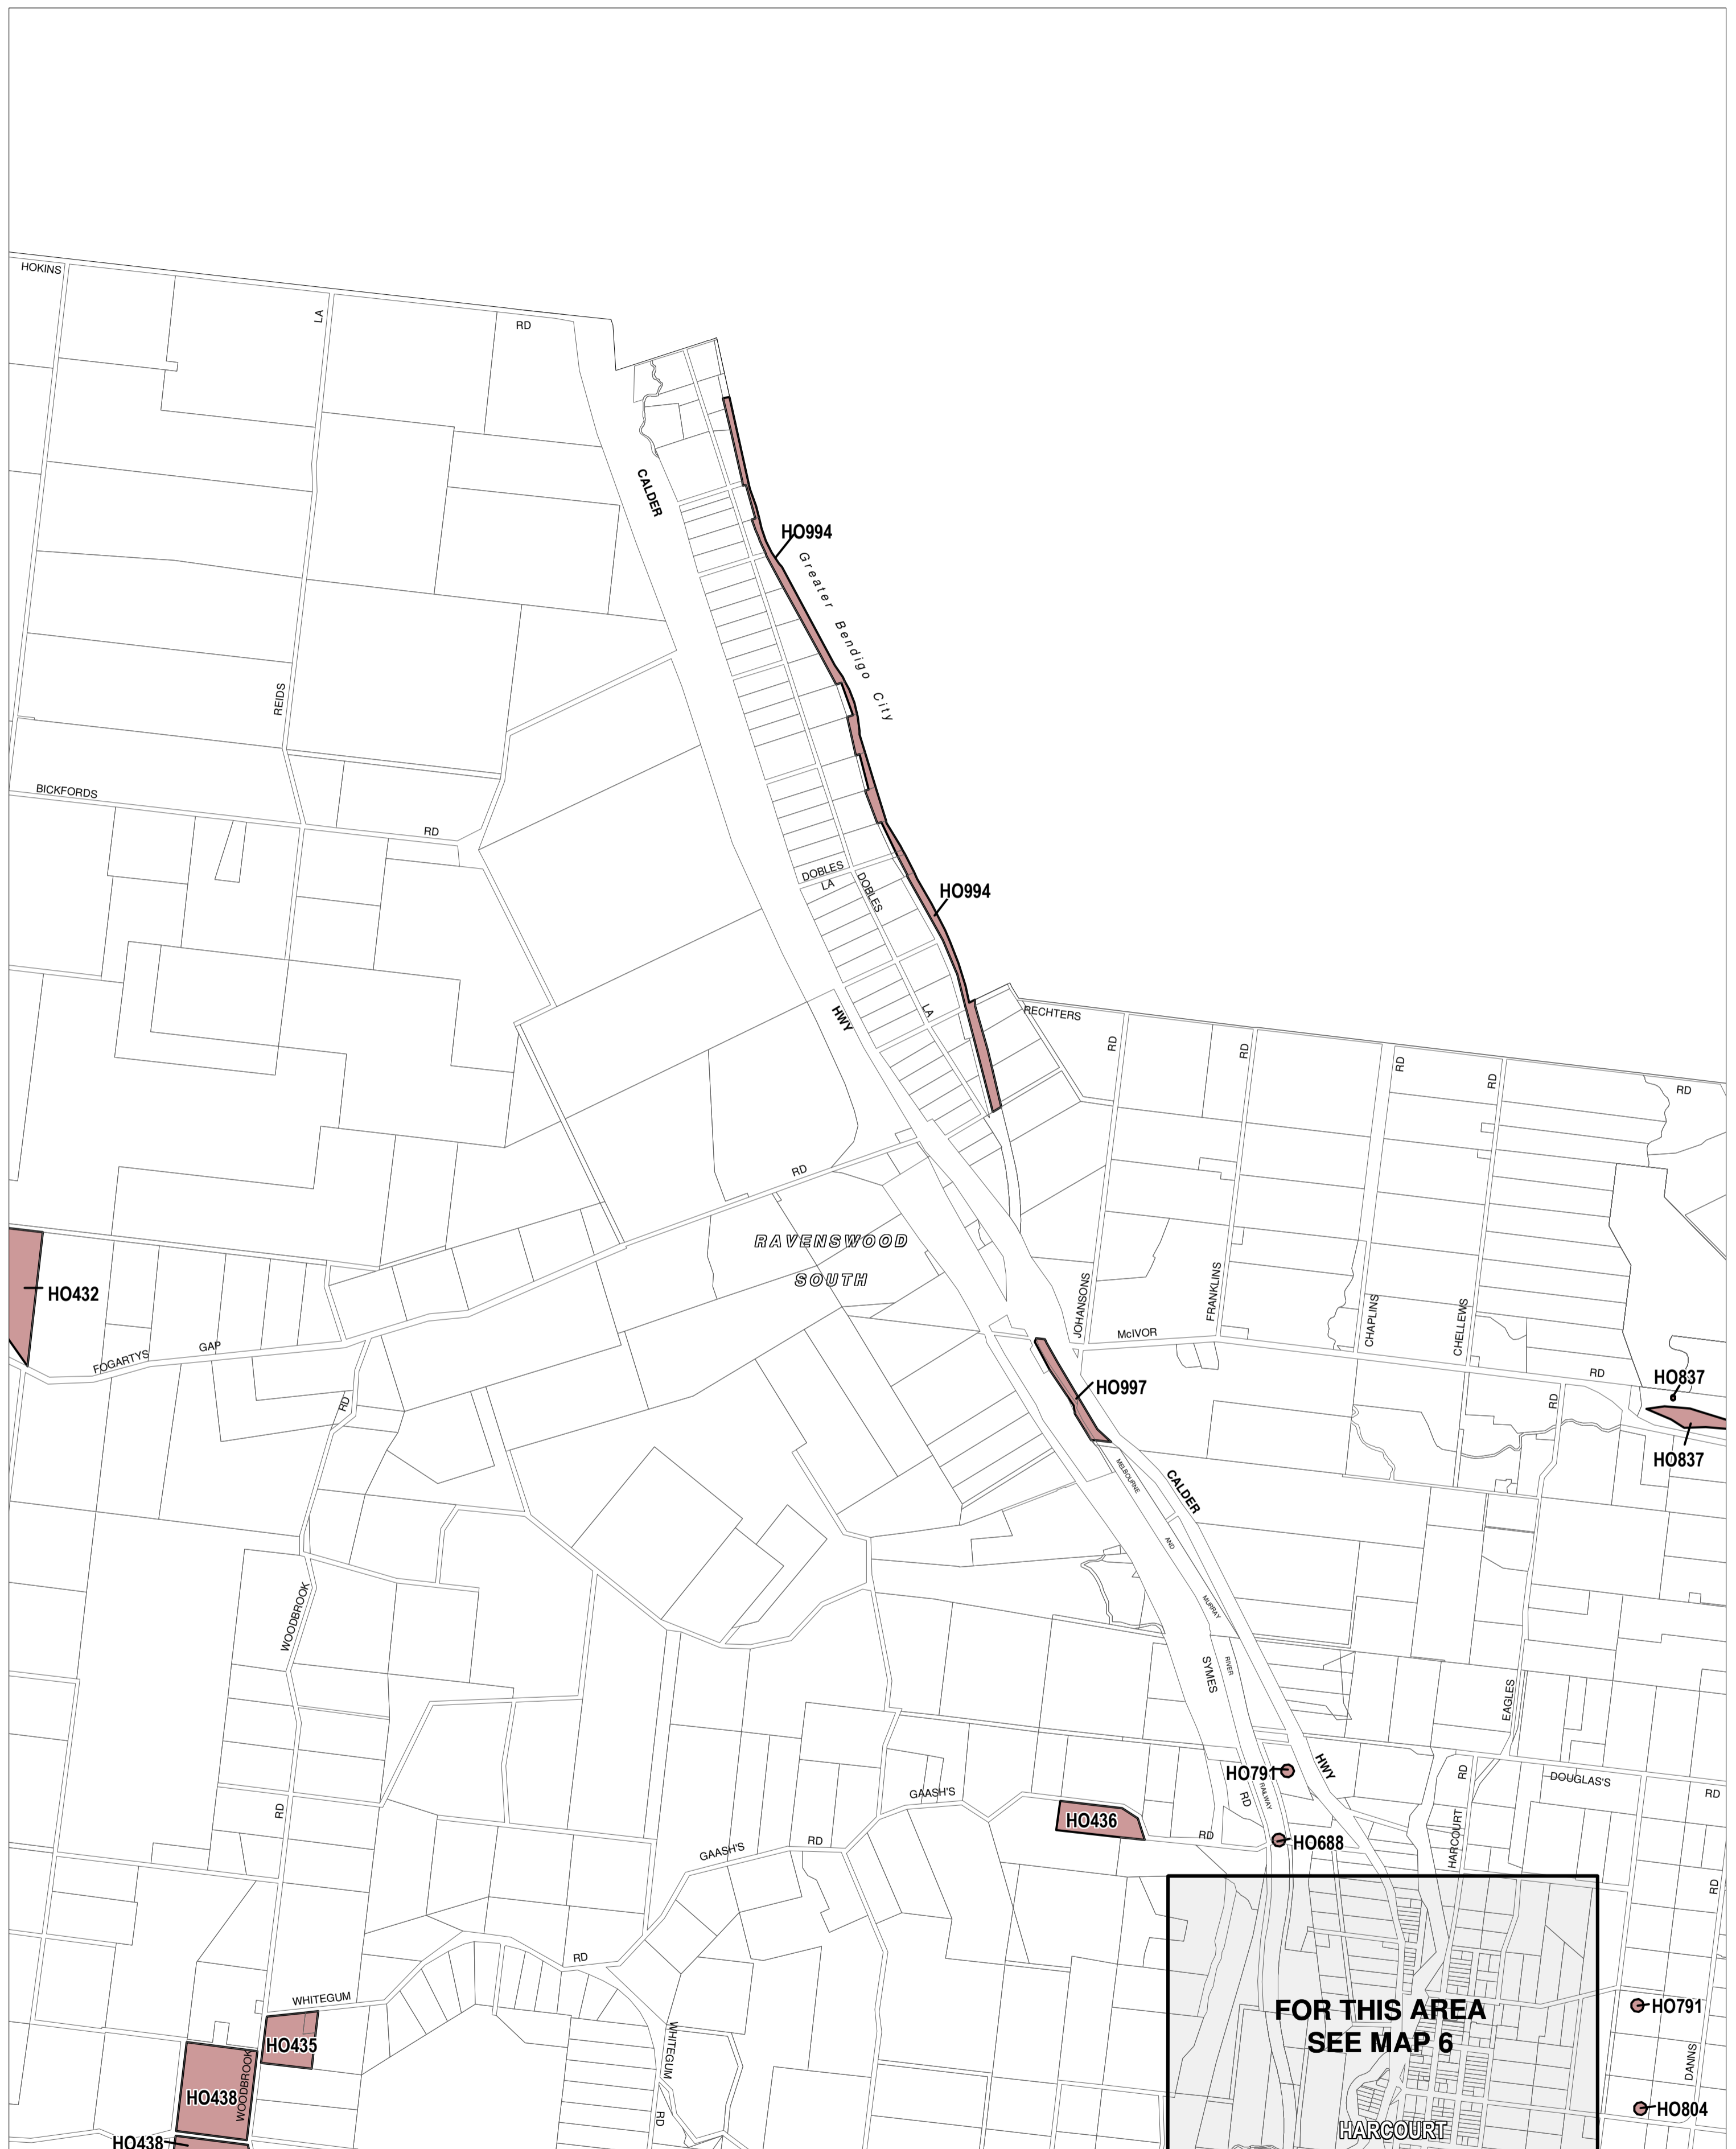 HOKINS
LA
RD
CALDER
HO994
Greater Bendigo City
REIDS
BICKFORDS
RD
DOBLES
LA
DOBLES
HO994
LA
HWY
RECHTERS
RD
RD
RD
RD
RD
RD
RAVENSWOOD
SOUTH
HO432
FOGARTYS
GAP
JOHANSONS
FRANKLINS
CHAPLINS
CHELLEWS
McIVOR
RD
HO837
HO837
HO997
RD
RD
MELBOURNE
AND
MURRAY
RIVER
RAILWAY
CALDER
WOODBROOK
SYMES
EAGLES
HWY
HO791
RD
RD
DOUGLAS'S
RD
GAASH'S
HO436
RD
HO688
HARCOURT
RD
GAASH'S
RD
RD
RD
WHITEGUM
HO435
WOODBROOK
HO438
HO438
WHITEGUM
RD
FOR THIS AREA
SEE MAP 6
HO791
DANNS
HO804
HARCOURT